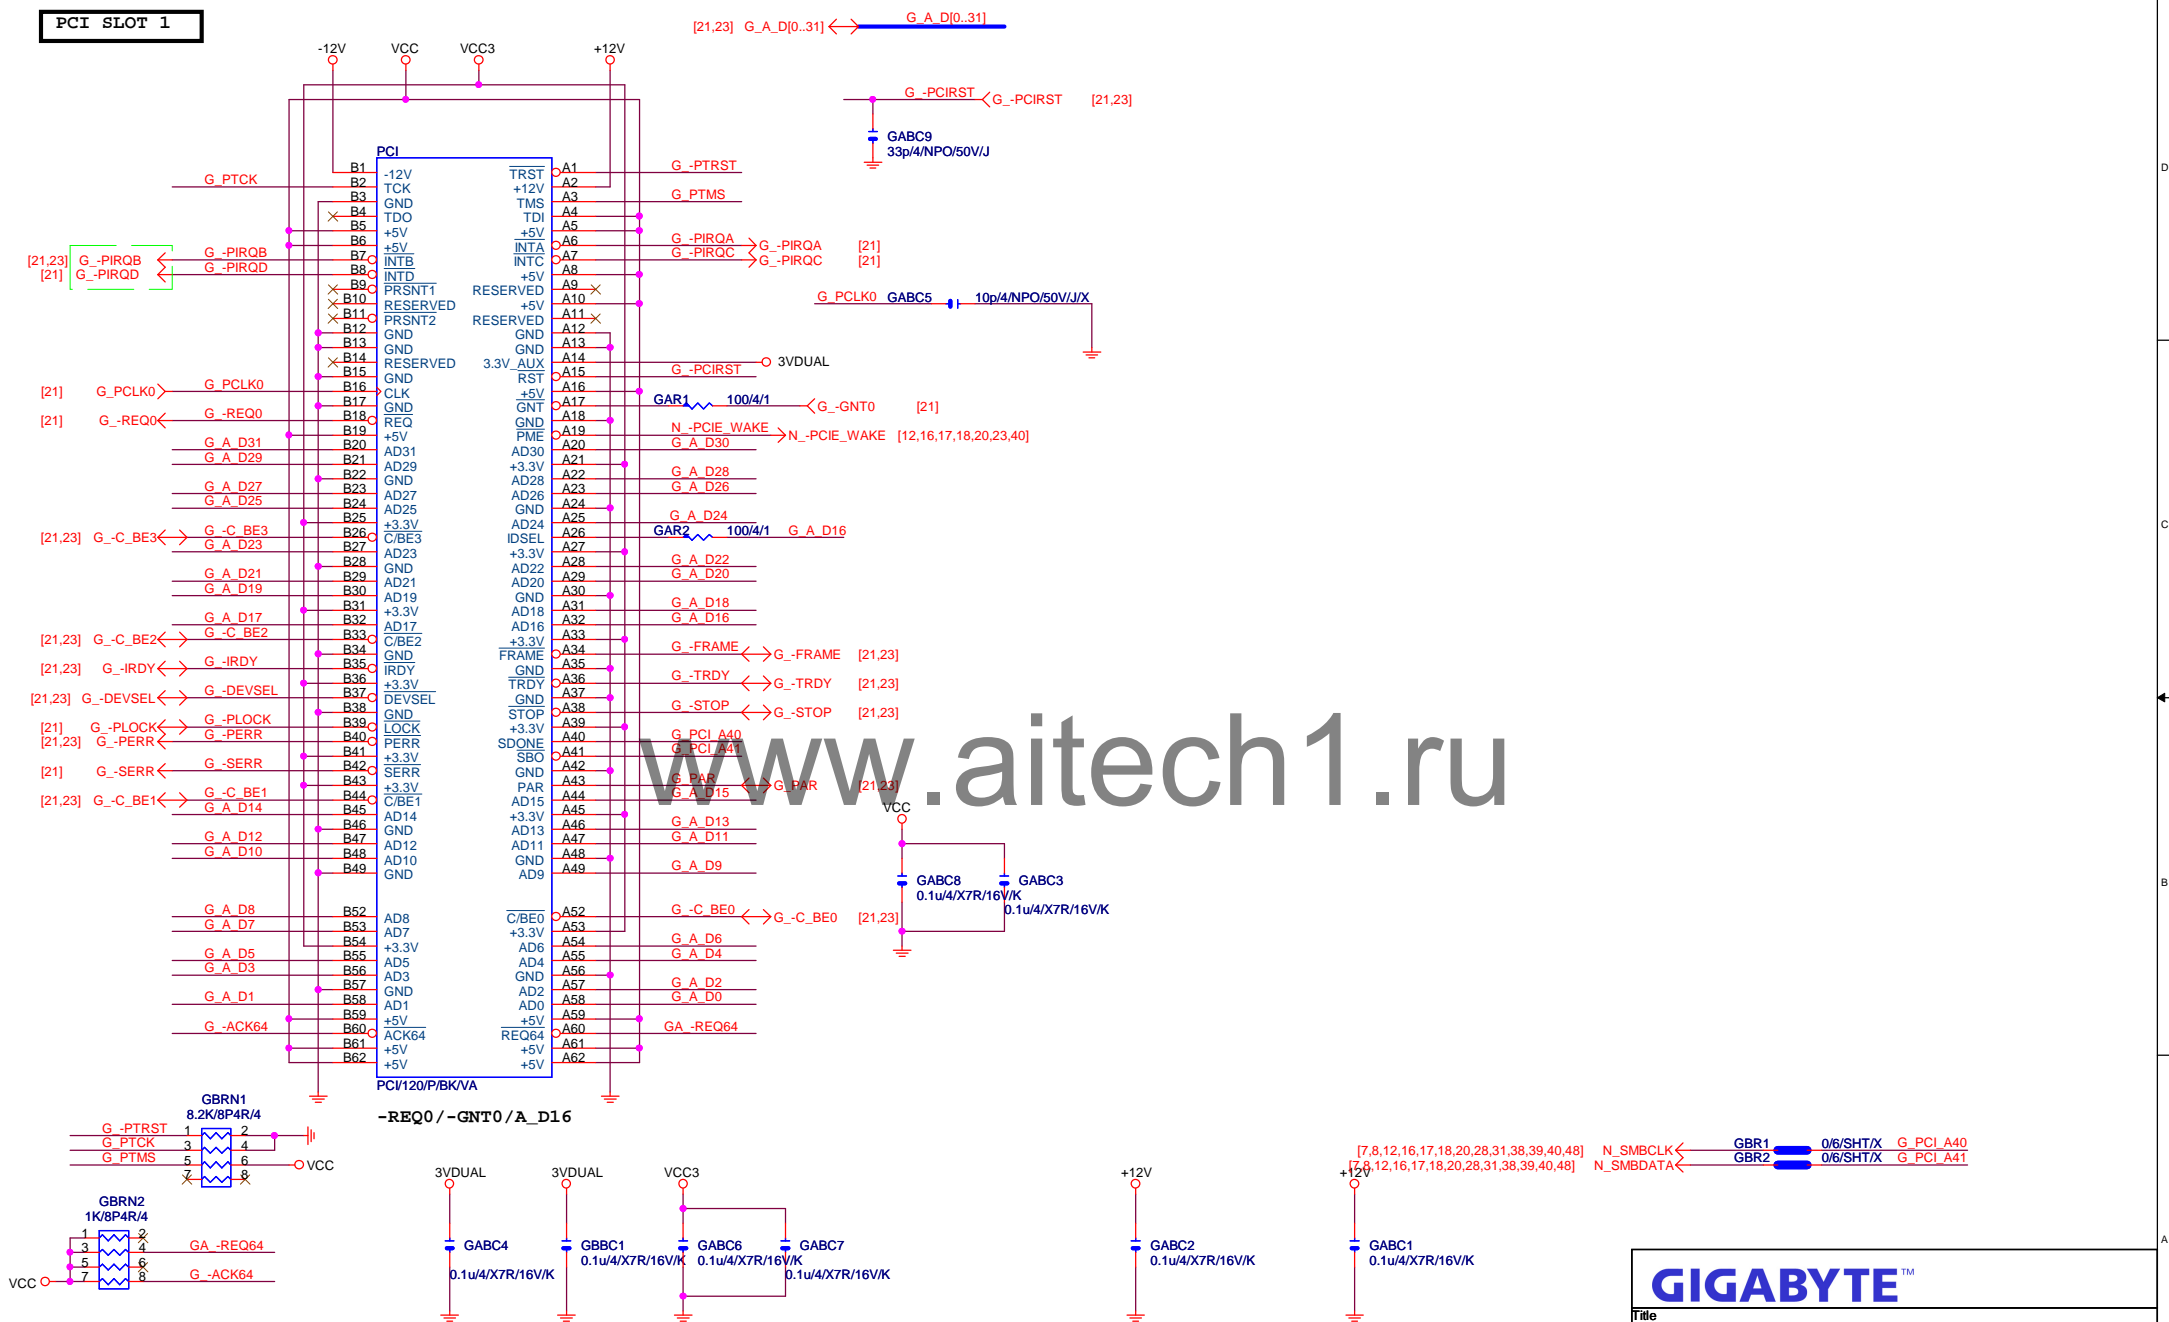 PCI SLOT 1
[21,23] G_A_D[0..31] G_A_D[0..31]
-12V VCC VCC3 +12V
G_-PCIRST G_-PCIRST [21,23]
GABC9
33p/4/NPO/50V/J
PCI
B1 -12V TRST A1 G_-PTRST
G_PTCK B2 TCK +12V A2
B3 GND TMS A3 G_PTMS
B4 TDO TDI A4
B5 +5V +5V A5
B6 +5V INTA A6 G_-PIRQA G_-PIRQA [21]
[21,23] G_-PIRQB G_-PIRQB B7 INTB INTC A7 G_-PIRQC G_-PIRQC [21]
[21] G_-PIRQD G_-PIRQD B8 INTD +5V A8
B9 PRSNT1 RESERVED A9
B10 RESERVED +5V A10
G_PCLK0 GABC5 10p/4/NPO/50V/J/X
B11 PRSNT2 RESERVED A11
B12 GND GND A12
B13 GND GND A13
B14 RESERVED 3.3V_AUX A14 3VDUAL
B15 GND RST A15 G_-PCIRST
[21] G_PCLK0 G_PCLK0 B16 CLK +5V A16
B17 GND GNT A17 GAR1 100/4/1 G_-GNT0 [21]
[21] G_-REQ0 G_-REQ0 B18 REQ GND A18
B19 +5V PME A19 N_-PCIE_WAKE N_-PCIE_WAKE [12,16,17,18,20,23,40]
G_A_D31 B20 AD31 AD30 A20 G_A_D30
G_A_D29 B21 AD29 +3.3V A21
B22 GND AD28 A22 G_A_D28
G_A_D27 B23 AD27 AD26 A23 G_A_D26
G_A_D25 B24 AD25 GND A24
B25 +3.3V AD24 A25 G_A_D24
[21,23] G_-C_BE3 G_-C_BE3 B26 C/BE3 IDSEL A26 GAR2 100/4/1 G_A_D16
G_A_D23 B27 AD23 +3.3V A27
B28 GND AD22 A28 G_A_D22
G_A_D21 B29 AD21 AD20 A29 G_A_D20
G_A_D19 B30 AD19 GND A30
B31 +3.3V AD18 A31 G_A_D18
G_A_D17 B32 AD17 AD16 A32 G_A_D16
[21,23] G_-C_BE2 G_-C_BE2 B33 C/BE2 +3.3V A33
B34 GND FRAME A34 G_-FRAME G_-FRAME [21,23]
[21,23] G_-IRDY G_-IRDY B35 IRDY GND A35
B36 +3.3V TRDY A36 G_-TRDY G_-TRDY [21,23]
[21,23] G_-DEVSEL G_-DEVSEL B37 DEVSEL GND A37
B38 GND STOP A38 G_-STOP G_-STOP [21,23]
[21] G_-PLOCK G_-PLOCK B39 LOCK +3.3V A39
[21,23] G_-PERR G_-PERR B40 PERR SDONE A40 G_PCI_A40
B41 +3.3V SBO A41 G_PCI_A41
[21] G_-SERR G_-SERR B42 SERR GND A42
B43 +3.3V PAR A43 G_PAR G_PAR [21,23]
[21,23] G_-C_BE1 G_-C_BE1 B44 C/BE1 AD15 A44 G_A_D15
G_A_D14 B45 AD14 +3.3V A45
B46 GND AD13 A46 G_A_D13
G_A_D12 B47 AD12 AD11 A47 G_A_D11
G_A_D10 B48 AD10 GND A48
B49 GND AD9 A49 G_A_D9
G_A_D8 B52 AD8 C/BE0 A52 G_-C_BE0 G_-C_BE0 [21,23]
G_A_D7 B53 AD7 +3.3V A53
B54 +3.3V AD6 A54 G_A_D6
G_A_D5 B55 AD5 AD4 A55 G_A_D4
G_A_D3 B56 AD3 GND A56
B57 GND AD2 A57 G_A_D2
G_A_D1 B58 AD1 AD0 A58 G_A_D0
B59 +5V +5V A59
G_-ACK64 B60 ACK64 REQ64 A60 GA_-REQ64
B61 +5V +5V A61
B62 +5V +5V A62
PCI/120/P/BK/VA
-REQ0/-GNT0/A_D16
www.aitech1.ru
VCC
GABC8
0.1u/4/X7R/16V/K
GABC3
0.1u/4/X7R/16V/K
GBRN1
8.2K/8P4R/4
G_-PTRST 1 2
G_PTCK 3 4
G_PTMS 5 6 VCC
7 8
GBRN2
1K/8P4R/4
1 2
3 4 GA_-REQ64
5 6
VCC 7 8 G_-ACK64
3VDUAL 3VDUAL VCC3 +12V +12V
GABC4
0.1u/4/X7R/16V/K
GBBC1
0.1u/4/X7R/16V/K
GABC6
0.1u/4/X7R/16V/K
GABC7
0.1u/4/X7R/16V/K
GABC2
0.1u/4/X7R/16V/K
GABC1
0.1u/4/X7R/16V/K
[7,8,12,16,17,18,20,28,31,38,39,40,48] N_SMBCLK GBR1 0/6/SHT/X G_PCI_A40
[7,8,12,16,17,18,20,28,31,38,39,40,48] N_SMBDATA GBR2 0/6/SHT/X G_PCI_A41
D
C
B
A
GIGABYTE™
Title